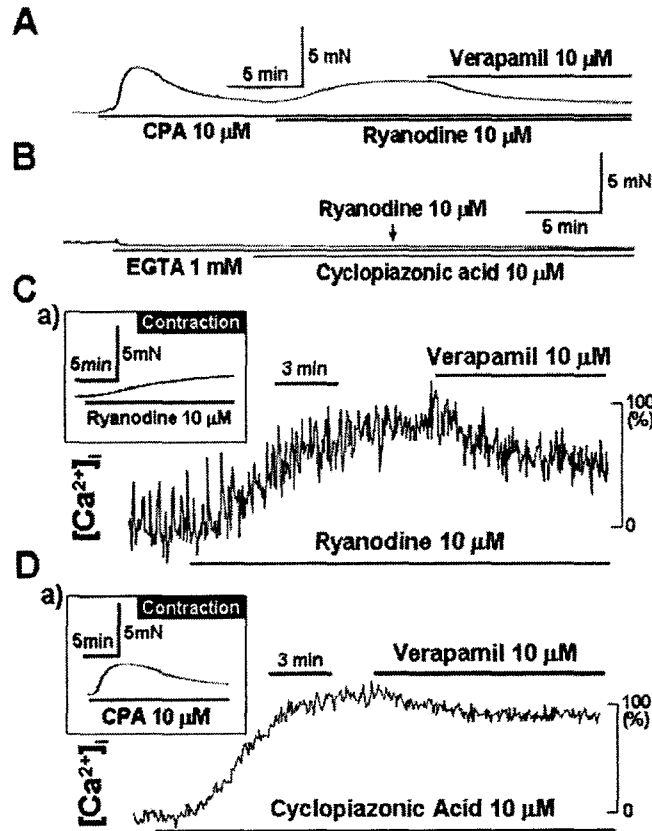 A
5 min
5 mN
Verapamil 10 µM
CPA 10 µM
Ryanodine 10 µM
B
5 mN
Ryanodine 10 µM
5 min
EGTA 1 mM
Cyclopiazonic acid 10 µM
C
a)
Contraction
5min
5mN
Ryanodine 10 µM
3 min
Verapamil 10 µM
100
(%)
0
[Ca²⁺]i
Ryanodine 10 µM
D
a)
Contraction
5min
5mN
CPA 10 µM
3 min
Verapamil 10 µM
100
(%)
0
[Ca²⁺]i
Cyclopiazonic Acid 10 µM